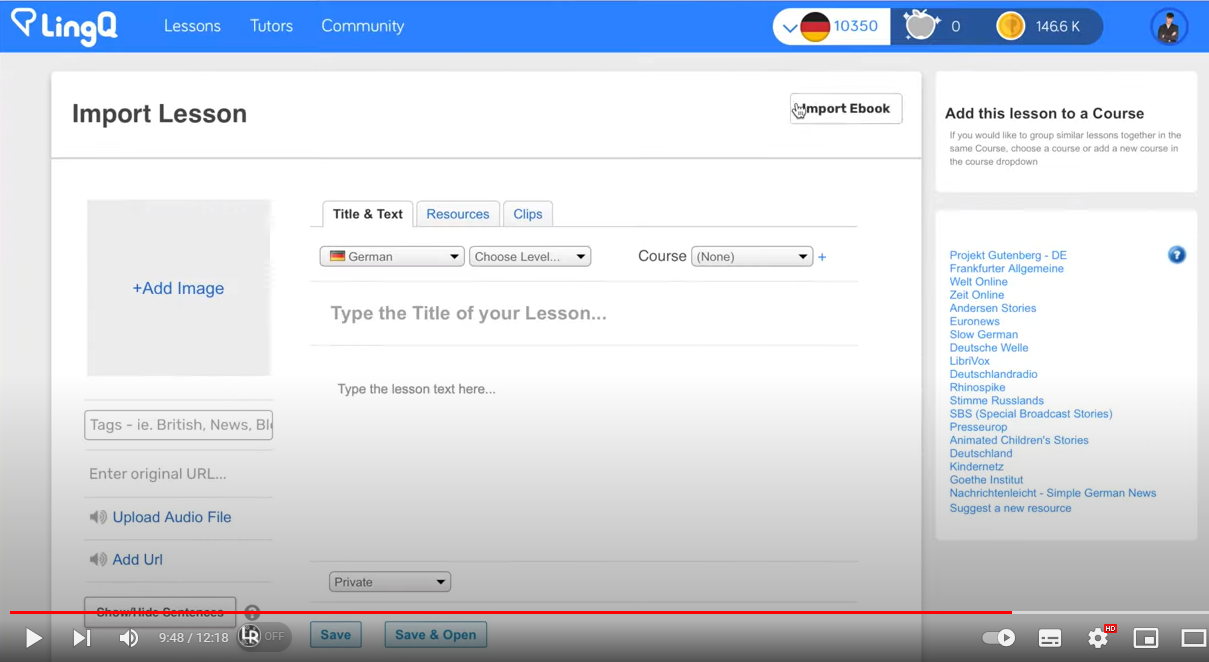 LingQ Lessons Tutors Community 10350 0 146.6 K
Import Lesson
Import Ebook
Add this lesson to a Course
If you would like to group similar lessons together in the
same Course, choose a course or add a new course in
the course dropdown
+Add Image
Tags - ie. British, News, Bl
Enter original URL...
Upload Audio File
Add Url
Show/Hide Sentences ?
Title & Text Resources Clips
German Choose Level... Course (None) +
Type the Title of your Lesson...
Type the lesson text here...
Private
Save Save & Open
?
Projekt Gutenberg - DE
Frankfurter Allgemeine
Welt Online
Zeit Online
Andersen Stories
Euronews
Slow German
Deutsche Welle
LibriVox
Deutschlandradio
Rhinospike
Stimme Russlands
SBS (Special Broadcast Stories)
Presseurop
Animated Children's Stories
Deutschland
Kindernetz
Goethe Institut
Nachrichtenleicht - Simple German News
Suggest a new resource
9:48 / 12:18 LR OFF HD